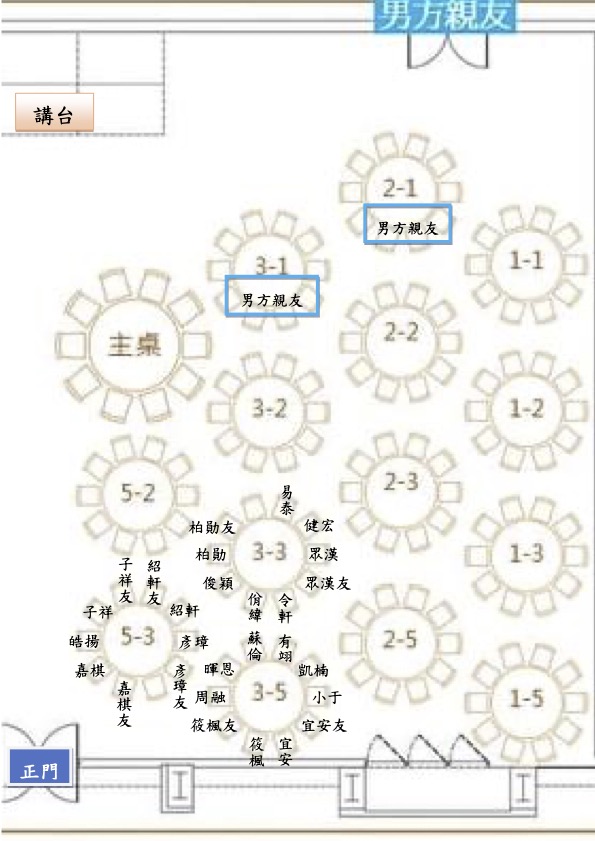 男方親友
講台
2-1
男方親友
1-1
3-1
男方親友
主桌
2-2
3-2
1-2
5-2
2-3
易泰
柏勛友
健宏
柏勛
3-3
眾漢
1-3
俊穎
眾漢友
佾緯
令軒
子祥友
紹軒友
子祥
紹軒
皓揚
5-3
彥璋
嘉棋
彥璋友
嘉棋友
2-5
蘇倫
有翊
暐恩
凱楠
周融
3-5
小于
筱楓友
宜安友
筱楓
宜安
1-5
正門